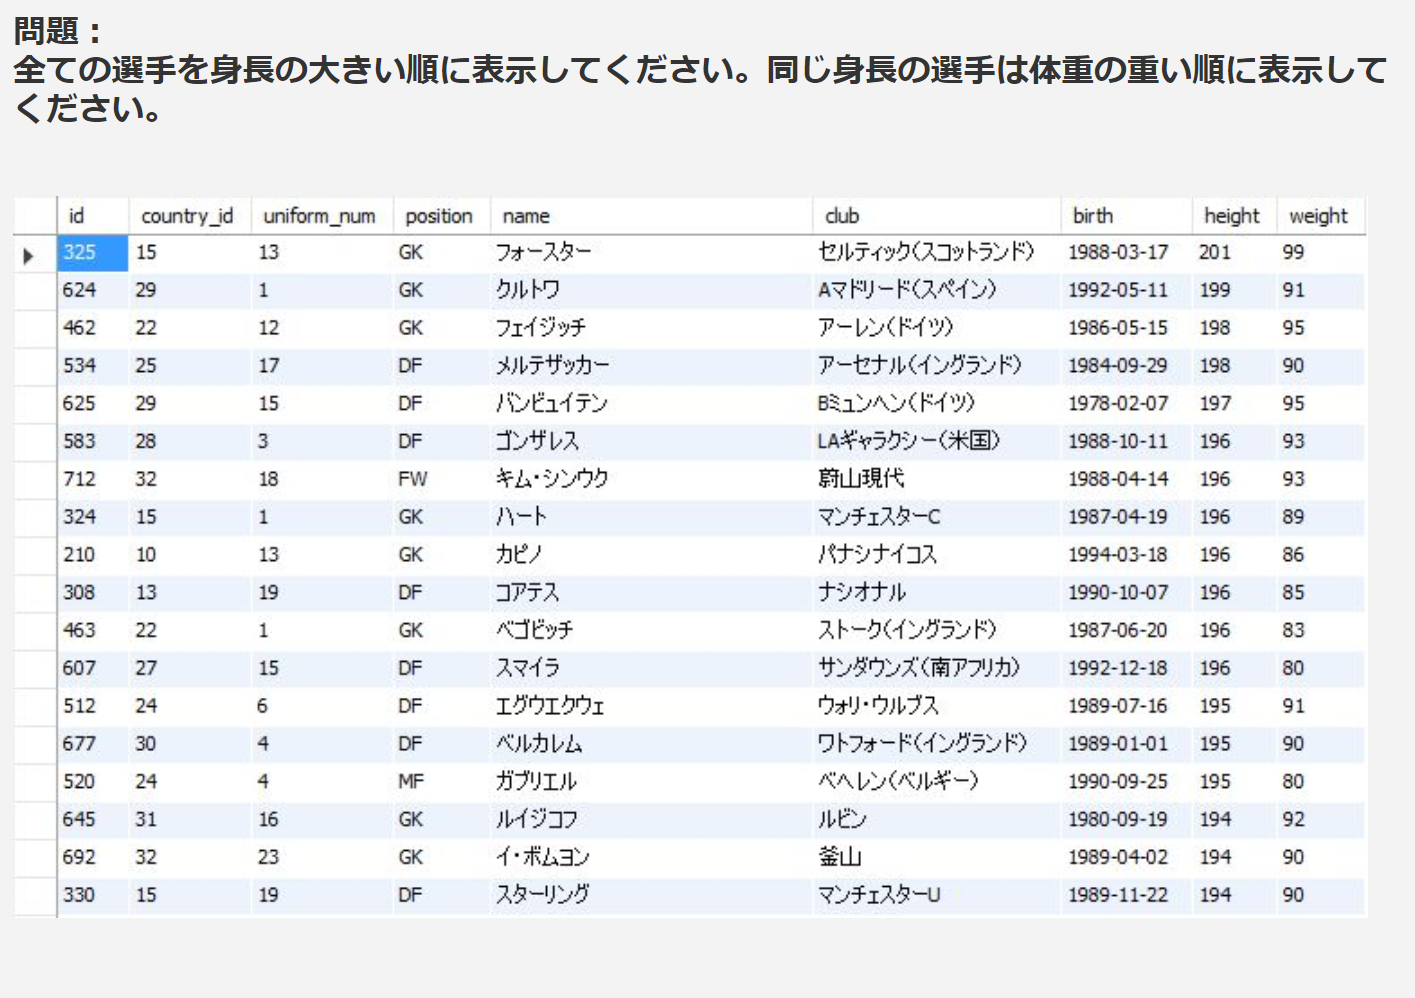 問題：
全ての選手を身長の大きい順に表示してください。同じ身長の選手は体重の重い順に表示して
ください。
id country_id uniform_num position name club birth height weight
325 15 13 GK フォースター セルティック(スコットランド) 1988-03-17 201 99
624 29 1 GK クルトワ Aマドリード(スペイン) 1992-05-11 199 91
462 22 12 GK フェイジッチ アーレン(ドイツ) 1986-05-15 198 95
534 25 17 DF メルテザッカー アーセナル(イングランド) 1984-09-29 198 90
625 29 15 DF バンビュイテン Bミュンヘン(ドイツ) 1978-02-07 197 95
583 28 3 DF ゴンザレス LAギャラクシー(米国) 1988-10-11 196 93
712 32 18 FW キム・シンウク 蔚山現代 1988-04-14 196 93
324 15 1 GK ハート マンチェスターC 1987-04-19 196 89
210 10 13 GK カピノ パナシナイコス 1994-03-18 196 86
308 13 19 DF コアテス ナシオナル 1990-10-07 196 85
463 22 1 GK ベゴビッチ ストーク(イングランド) 1987-06-20 196 83
607 27 15 DF スマイラ サンダウンズ(南アフリカ) 1992-12-18 196 80
512 24 6 DF エグウエクウェ ウォリ・ウルブス 1989-07-16 195 91
677 30 4 DF ベルカレム ワトフォード(イングランド) 1989-01-01 195 90
520 24 4 MF ガブリエル ベヘレン(ベルギー) 1990-09-25 195 80
645 31 16 GK ルイジコフ ルビン 1980-09-19 194 92
692 32 23 GK イ・ボムヨン 釜山 1989-04-02 194 90
330 15 19 DF スターリング マンチェスターU 1989-11-22 194 90